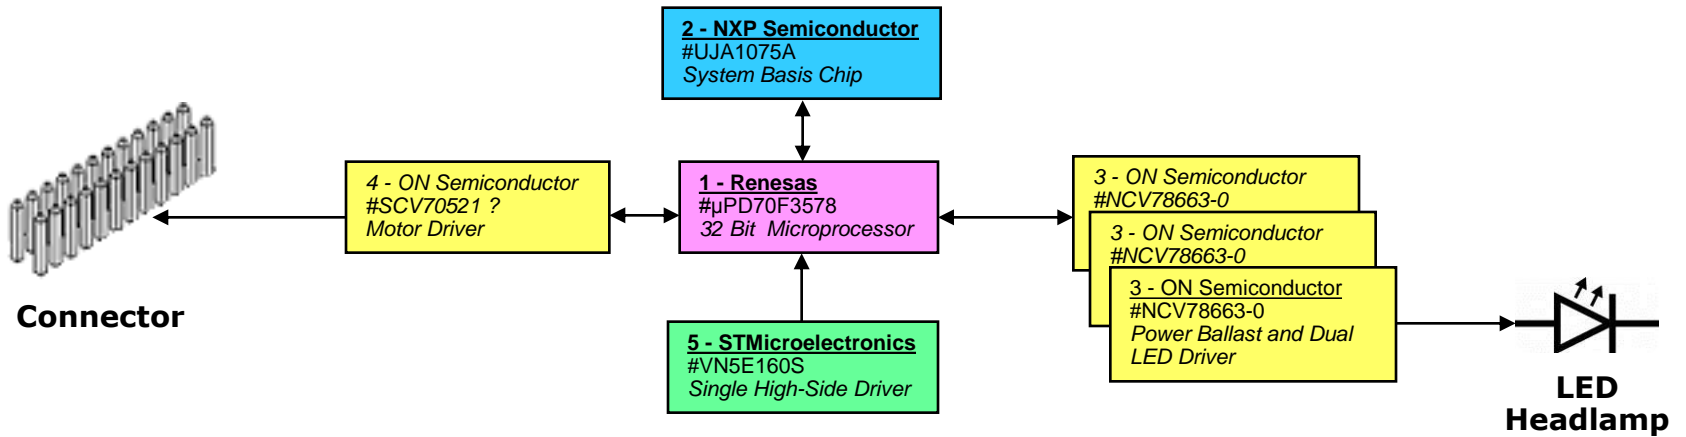 2 - NXP Semiconductor
#UJA1075A
System Basis Chip
4 - ON Semiconductor
#SCV70521 ?
Motor Driver
1 - Renesas
#µPD70F3578
32 Bit  Microprocessor
3 - ON Semiconductor
#NCV78663-0
3 - ON Semiconductor
#NCV78663-0
3 - ON Semiconductor
#NCV78663-0
Power Ballast and Dual
LED Driver
Connector
5 - STMicroelectronics
#VN5E160S
Single High-Side Driver
LED
Headlamp